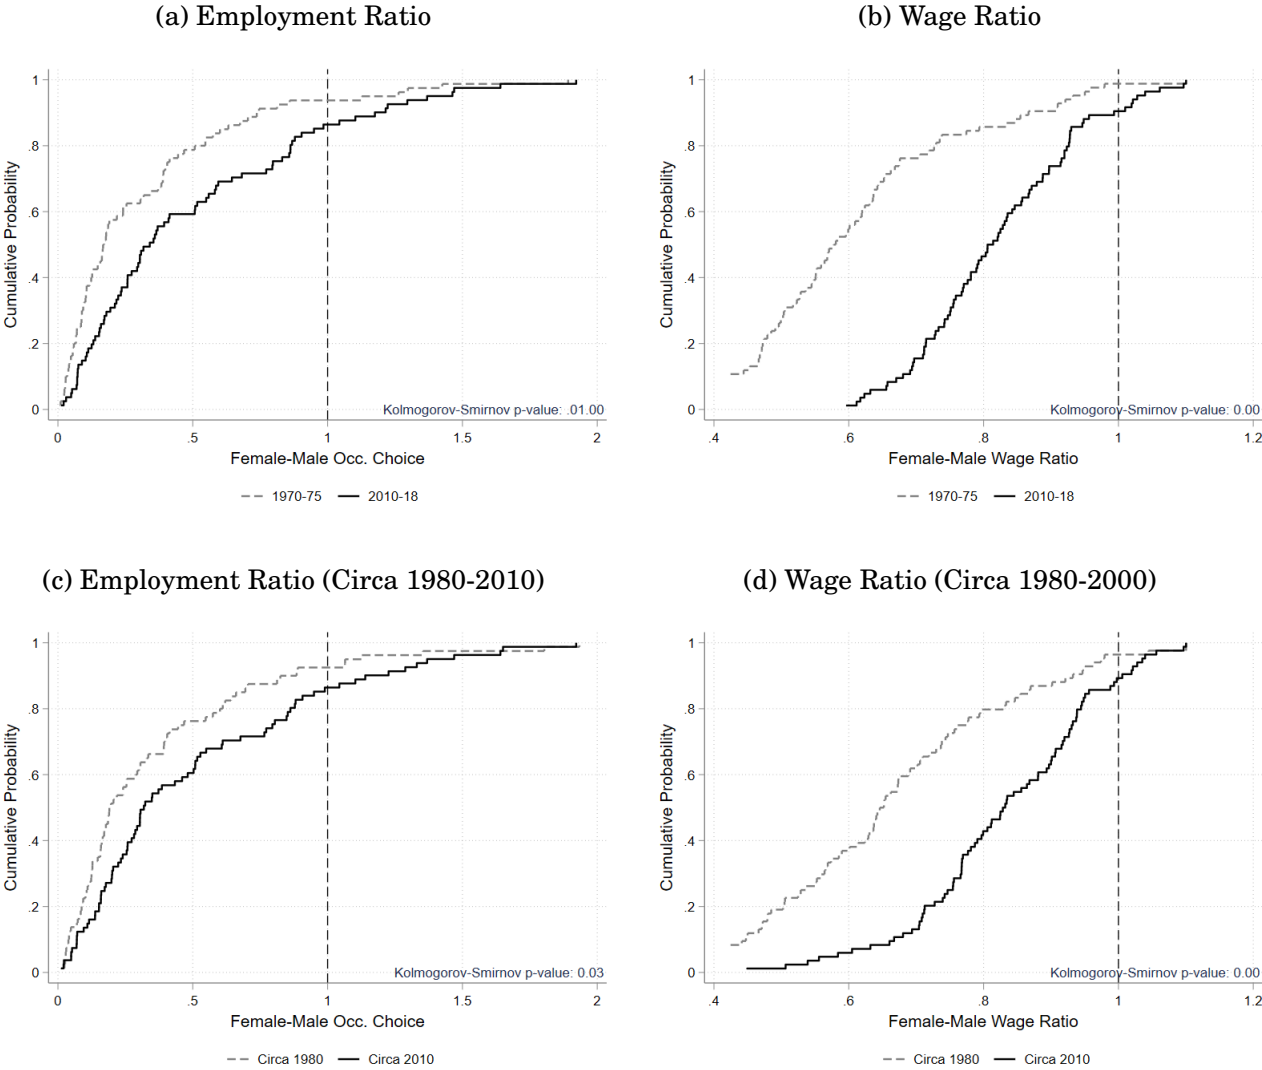 (a) Employment Ratio
Cumulative Probability
1
.8
.6
.4
.2
0
Kolmogorov-Smirnov p-value: .01.00
0 .5 1 1.5 2
Female-Male Occ. Choice
1970-75 2010-18
(b) Wage Ratio
Cumulative Probability
1
.8
.6
.4
.2
0
Kolmogorov-Smirnov p-value: 0.00
.4 .6 .8 1 1.2
Female-Male Wage Ratio
1970-75 2010-18
(c) Employment Ratio (Circa 1980-2010)
Cumulative Probability
1
.8
.6
.4
.2
0
Kolmogorov-Smirnov p-value: 0.03
0 .5 1 1.5 2
Female-Male Occ. Choice
Circa 1980 Circa 2010
(d) Wage Ratio (Circa 1980-2000)
Cumulative Probability
1
.8
.6
.4
.2
0
Kolmogorov-Smirnov p-value: 0.00
.4 .6 .8 1 1.2
Female-Male Wage Ratio
Circa 1980 Circa 2010